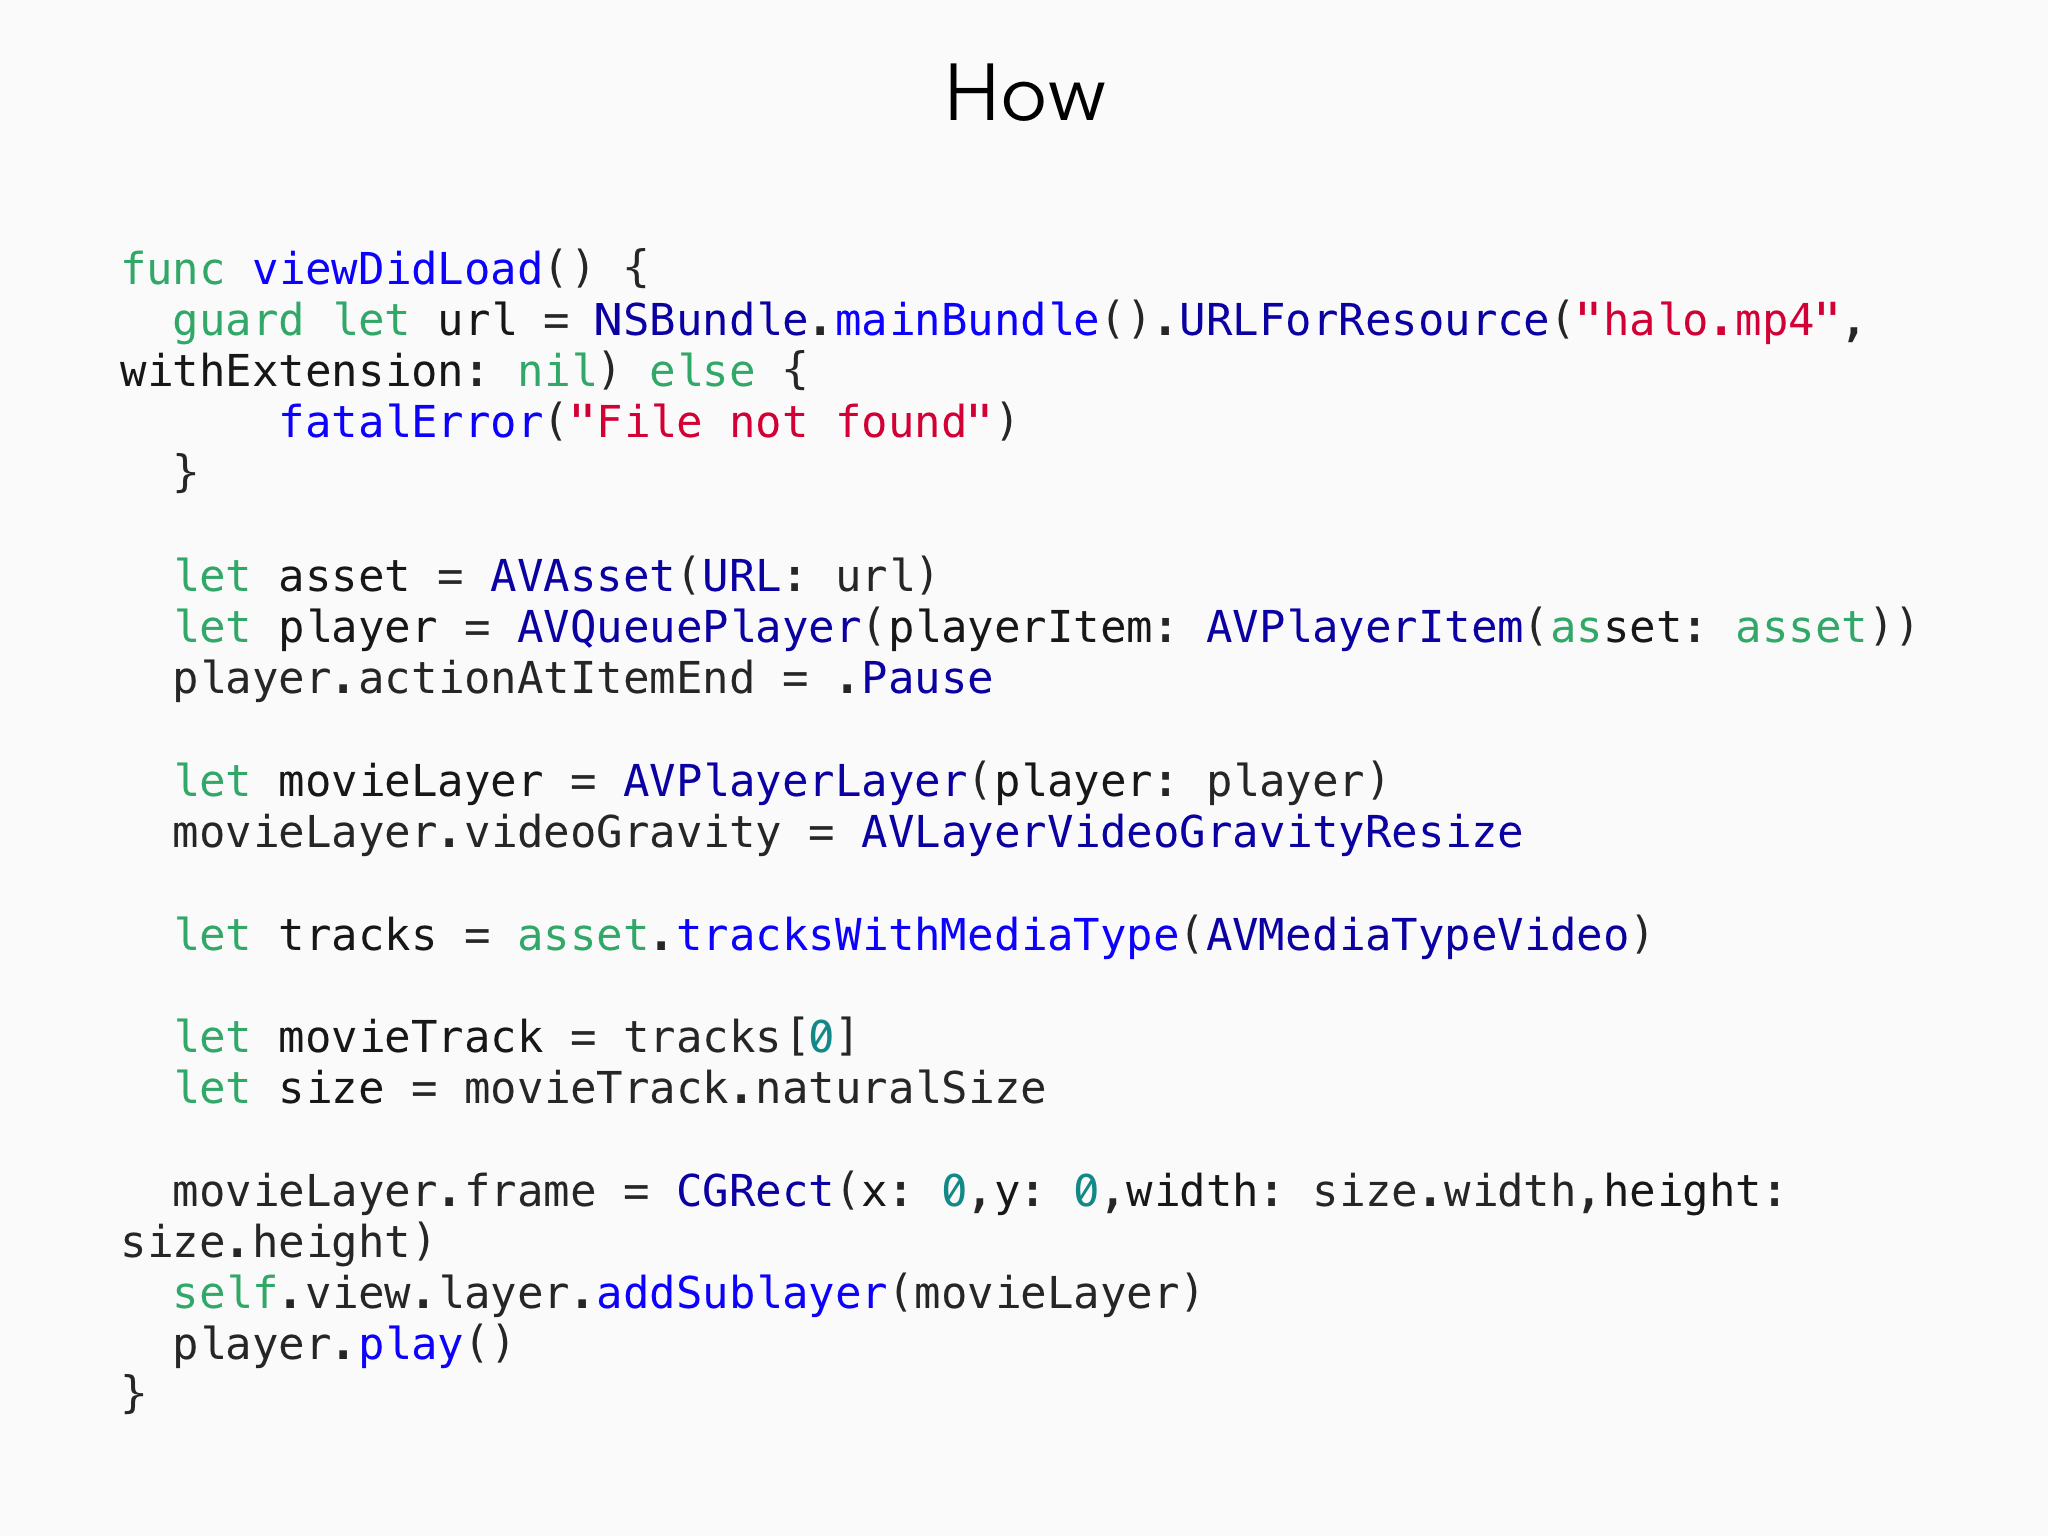 How
func viewDidLoad() {
  guard let url = NSBundle.mainBundle().URLForResource("halo.mp4",
withExtension: nil) else {
      fatalError("File not found")
  }
  let asset = AVAsset(URL: url)
  let player = AVQueuePlayer(playerItem: AVPlayerItem(asset: asset))
  player.actionAtItemEnd = .Pause
  let movieLayer = AVPlayerLayer(player: player)
  movieLayer.videoGravity = AVLayerVideoGravityResize
  let tracks = asset.tracksWithMediaType(AVMediaTypeVideo)
  let movieTrack = tracks[0]
  let size = movieTrack.naturalSize
  movieLayer.frame = CGRect(x: 0,y: 0,width: size.width,height:
size.height)
  self.view.layer.addSublayer(movieLayer)
  player.play()
}